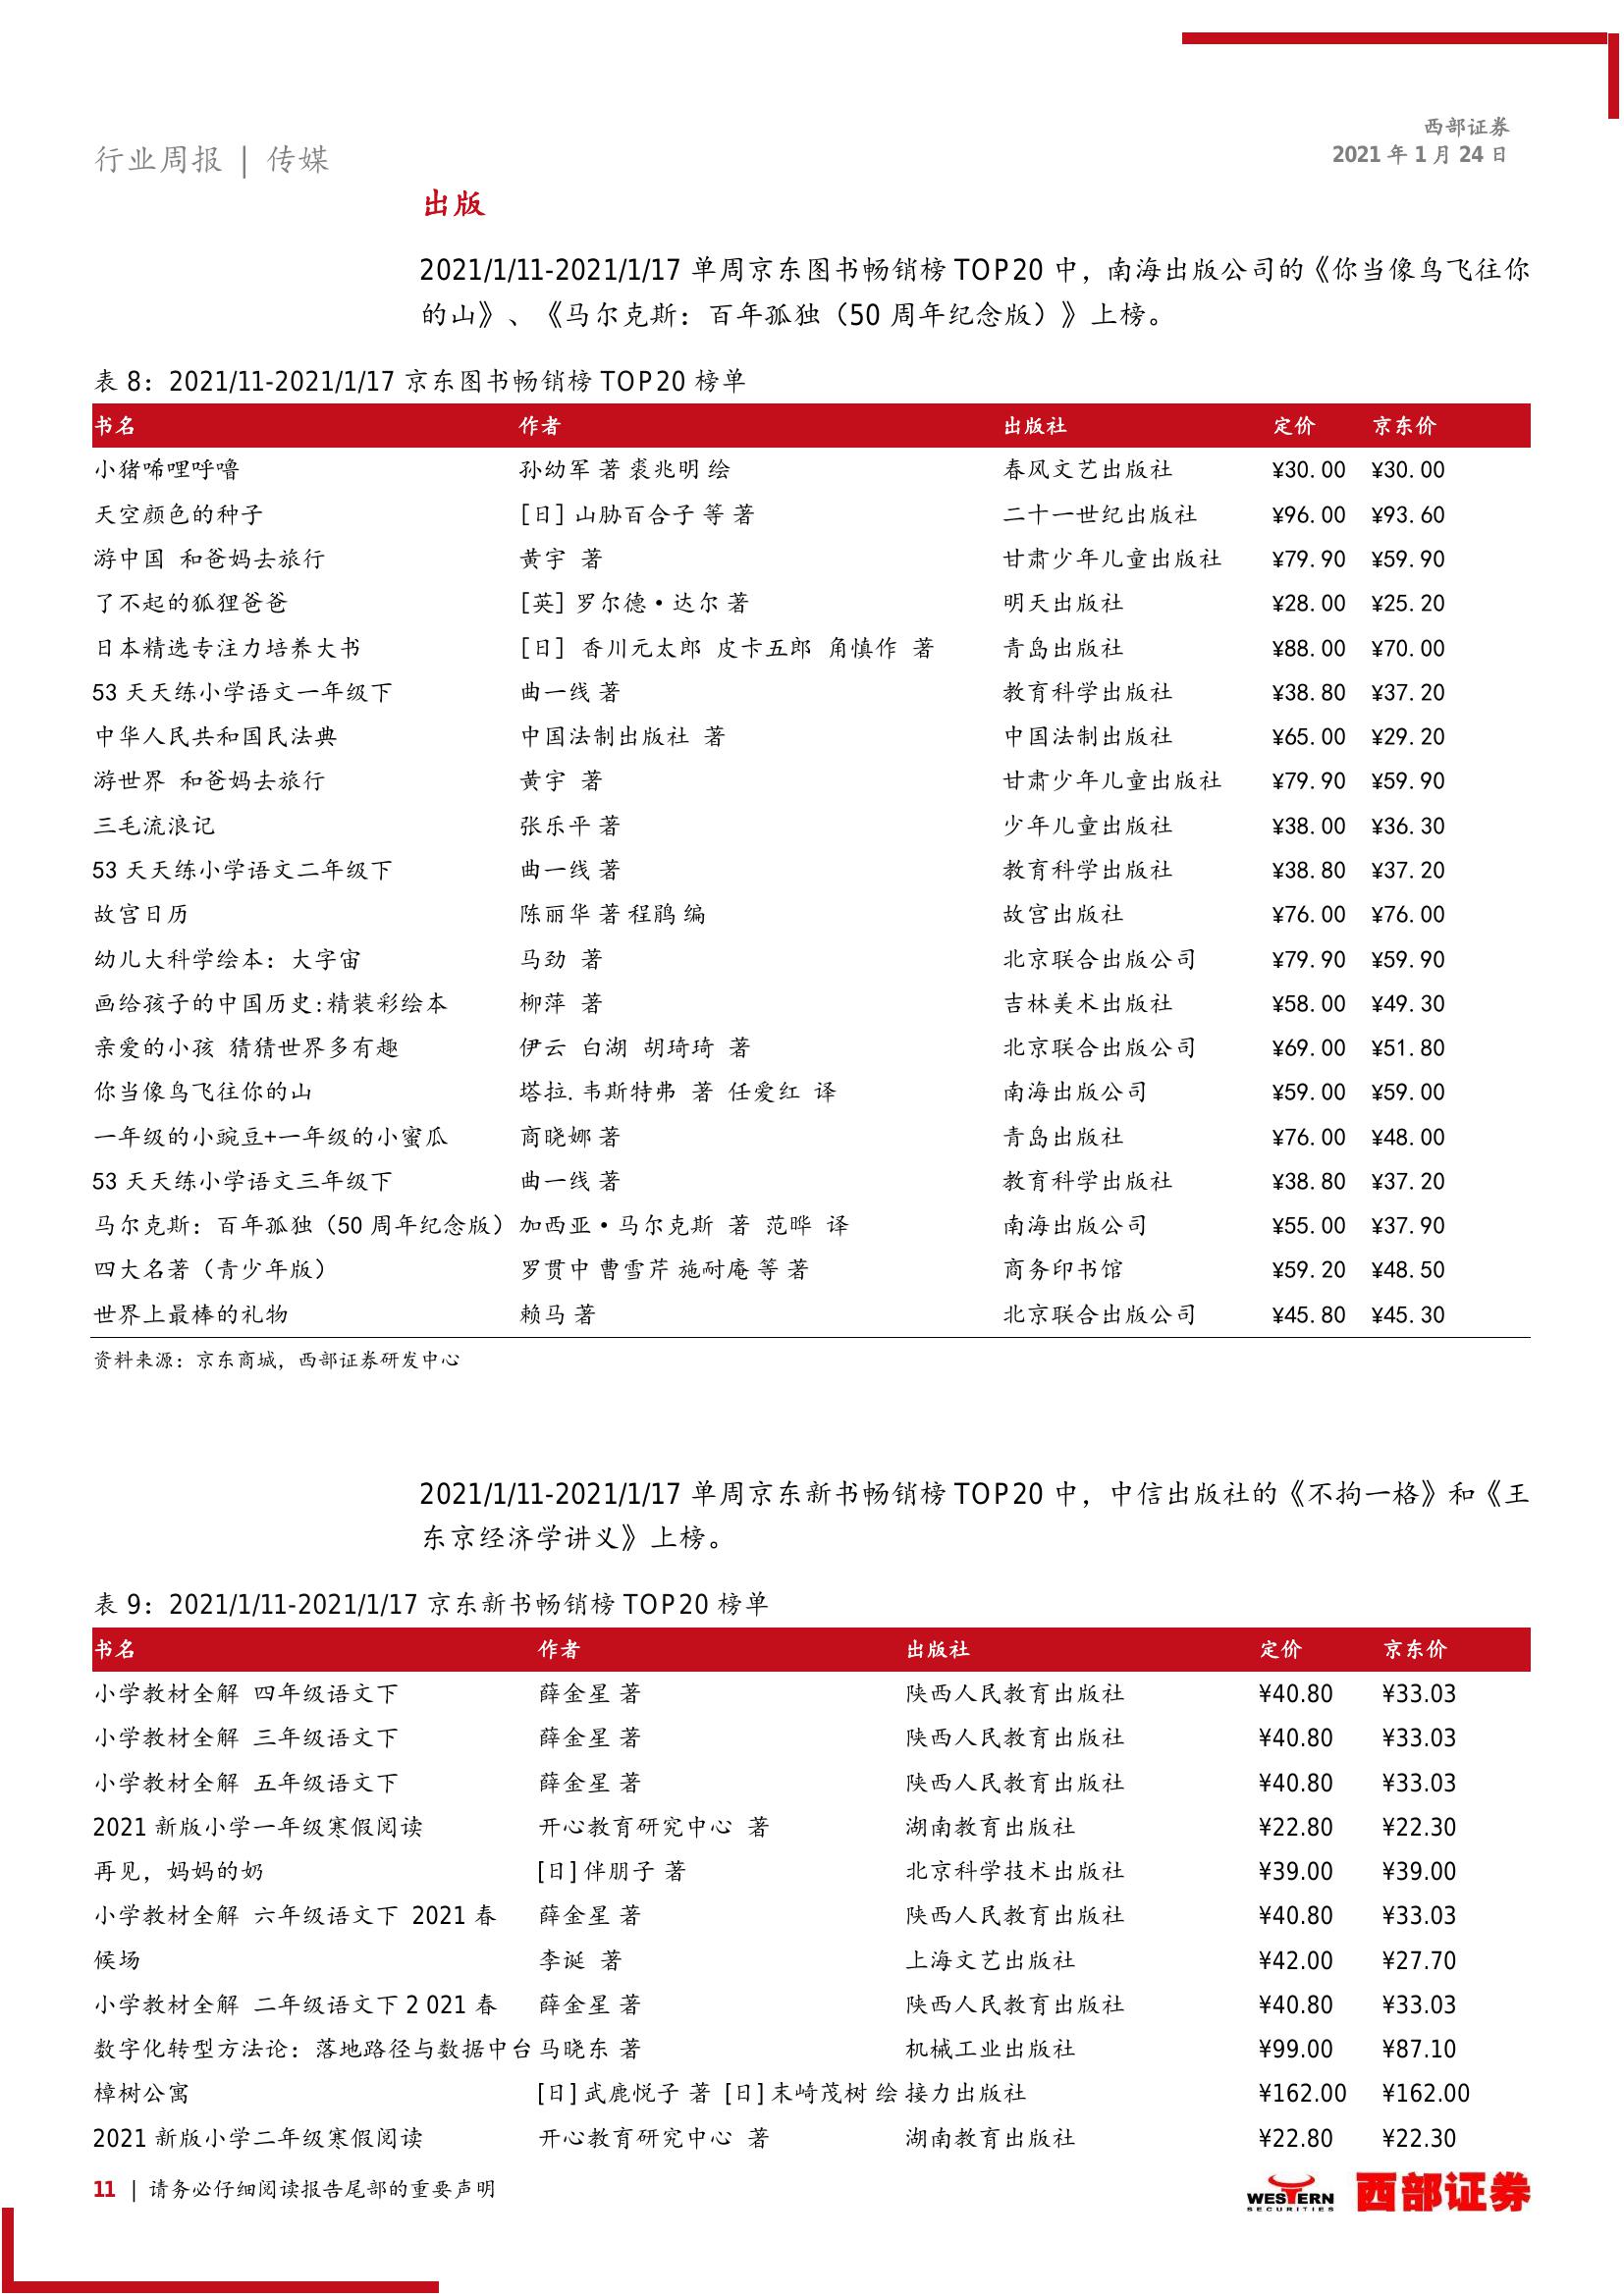 行业周报 | 传媒
西部证券
2021 年 1 月 24 日
出版
2021/1/11-2021/1/17 单周京东图书畅销榜 TOP20 中，南海出版公司的《你当像鸟飞往你
的山》、《马尔克斯：百年孤独（50 周年纪念版）》上榜。
表 8：2021/11-2021/1/17 京东图书畅销榜 TOP20 榜单
书名 作者 出版社 定价 京东价
小猪唏哩呼噜 孙幼军 著 裘兆明 绘 春风文艺出版社 ¥30.00 ¥30.00
天空颜色的种子 [日] 山胁百合子 等 著 二十一世纪出版社 ¥96.00 ¥93.60
游中国 和爸妈去旅行 黄宇 著 甘肃少年儿童出版社 ¥79.90 ¥59.90
了不起的狐狸爸爸 [英] 罗尔德·达尔 著 明天出版社 ¥28.00 ¥25.20
日本精选专注力培养大书 [日] 香川元太郎 皮卡五郎 角慎作 著 青岛出版社 ¥88.00 ¥70.00
53 天天练小学语文一年级下 曲一线 著 教育科学出版社 ¥38.80 ¥37.20
中华人民共和国民法典 中国法制出版社 著 中国法制出版社 ¥65.00 ¥29.20
游世界 和爸妈去旅行 黄宇 著 甘肃少年儿童出版社 ¥79.90 ¥59.90
三毛流浪记 张乐平 著 少年儿童出版社 ¥38.00 ¥36.30
53 天天练小学语文二年级下 曲一线 著 教育科学出版社 ¥38.80 ¥37.20
故宫日历 陈丽华 著 程鹃 编 故宫出版社 ¥76.00 ¥76.00
幼儿大科学绘本：大宇宙 马劲 著 北京联合出版公司 ¥79.90 ¥59.90
画给孩子的中国历史:精装彩绘本 柳萍 著 吉林美术出版社 ¥58.00 ¥49.30
亲爱的小孩 猜猜世界多有趣 伊云 白湖 胡琦琦 著 北京联合出版公司 ¥69.00 ¥51.80
你当像鸟飞往你的山 塔拉.韦斯特弗 著 任爱红 译 南海出版公司 ¥59.00 ¥59.00
一年级的小豌豆+一年级的小蜜瓜 商晓娜 著 青岛出版社 ¥76.00 ¥48.00
53 天天练小学语文三年级下 曲一线 著 教育科学出版社 ¥38.80 ¥37.20
马尔克斯：百年孤独（50 周年纪念版） 加西亚·马尔克斯 著 范晔 译 南海出版公司 ¥55.00 ¥37.90
四大名著（青少年版） 罗贯中 曹雪芹 施耐庵 等 著 商务印书馆 ¥59.20 ¥48.50
世界上最棒的礼物 赖马 著 北京联合出版公司 ¥45.80 ¥45.30
资料来源：京东商城，西部证券研发中心
2021/1/11-2021/1/17 单周京东新书畅销榜 TOP20 中，中信出版社的《不拘一格》和《王
东京经济学讲义》上榜。
表 9：2021/1/11-2021/1/17 京东新书畅销榜 TOP20 榜单
书名 作者 出版社 定价 京东价
小学教材全解 四年级语文下 薛金星 著 陕西人民教育出版社 ¥40.80 ¥33.03
小学教材全解 三年级语文下 薛金星 著 陕西人民教育出版社 ¥40.80 ¥33.03
小学教材全解 五年级语文下 薛金星 著 陕西人民教育出版社 ¥40.80 ¥33.03
2021 新版小学一年级寒假阅读 开心教育研究中心 著 湖南教育出版社 ¥22.80 ¥22.30
再见，妈妈的奶 [日]伴朋子 著 北京科学技术出版社 ¥39.00 ¥39.00
小学教材全解 六年级语文下 2021 春 薛金星 著 陕西人民教育出版社 ¥40.80 ¥33.03
候场 李诞 著 上海文艺出版社 ¥42.00 ¥27.70
小学教材全解 二年级语文下 2 021 春 薛金星 著 陕西人民教育出版社 ¥40.80 ¥33.03
数字化转型方法论：落地路径与数据中台 马晓东 著 机械工业出版社 ¥99.00 ¥87.10
樟树公寓 [日]武鹿悦子 著 [日]末崎茂树 绘 接力出版社 ¥162.00 ¥162.00
2021 新版小学二年级寒假阅读 开心教育研究中心 著 湖南教育出版社 ¥22.80 ¥22.30
11 | 请务必仔细阅读报告尾部的重要声明
WESTERN
SECURITIES
西部证券